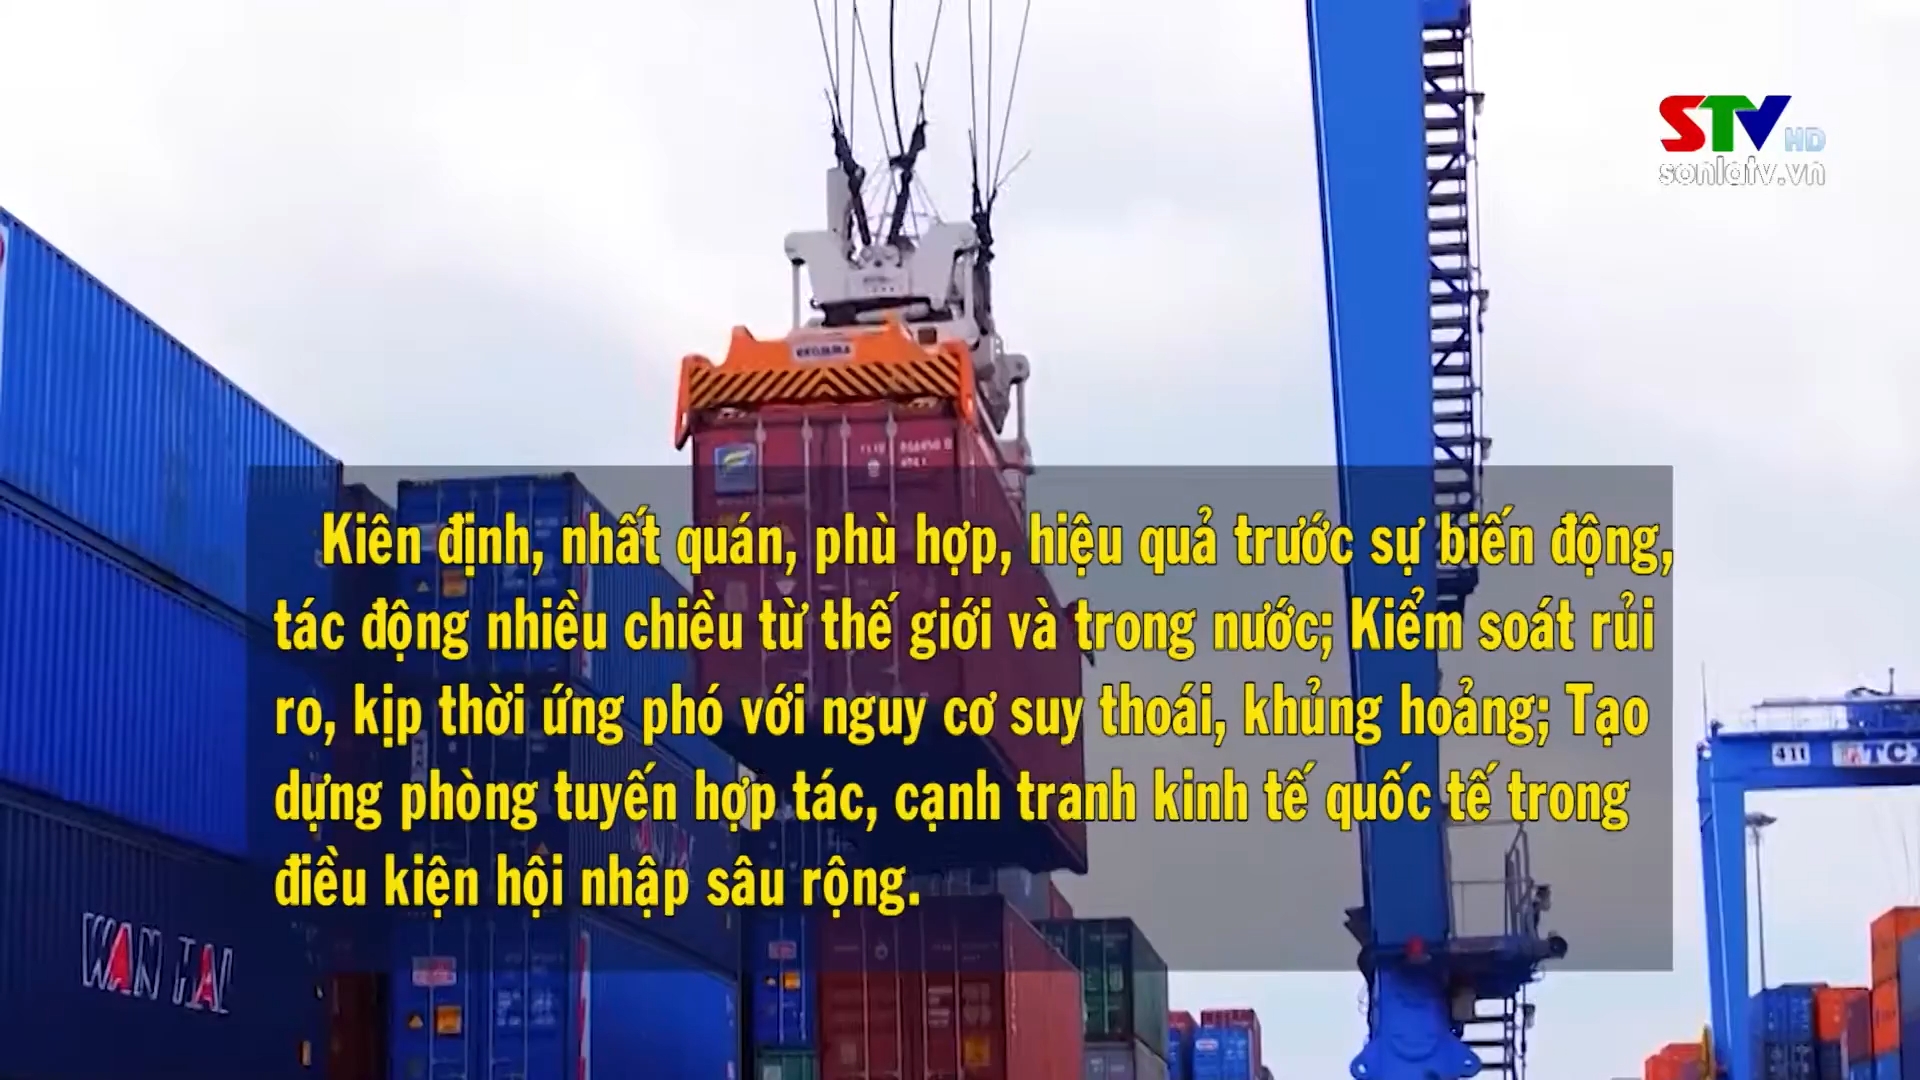 STV HD
sonlatv.vn
Kiên định, nhất quán, phù hợp, hiệu quả trước sự biến động,
tác động nhiều chiều từ thế giới và trong nước; Kiểm soát rủi
ro, kịp thời ứng phó với nguy cơ suy thoái, khủng hoảng; Tạo
dựng phòng tuyến hợp tác, cạnh tranh kinh tế quốc tế trong
điều kiện hội nhập sâu rộng.
WAN HAI
411